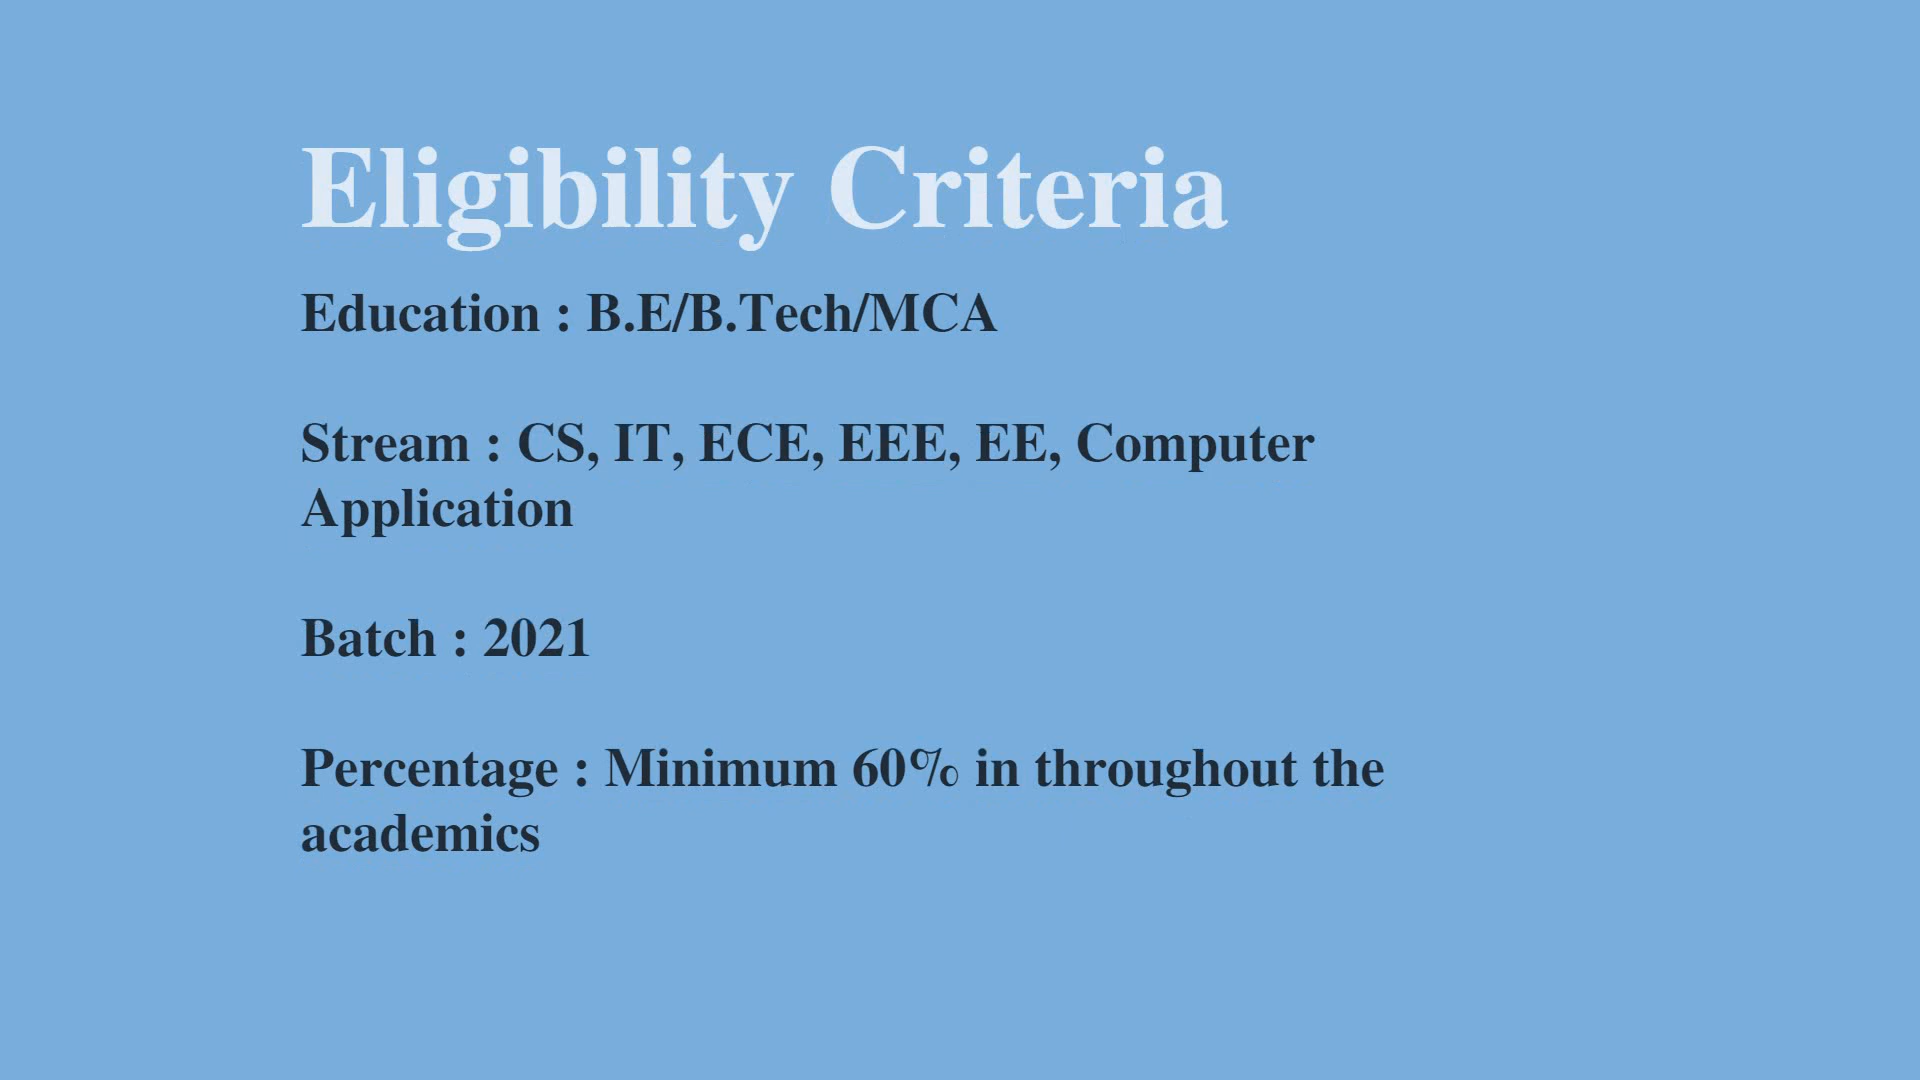 Eligibility Criteria
Education : B.E/B.Tech/MCA
Stream : CS, IT, ECE, EEE, EE, Computer
Application
Batch : 2021
Percentage : Minimum 60% in throughout the
academics